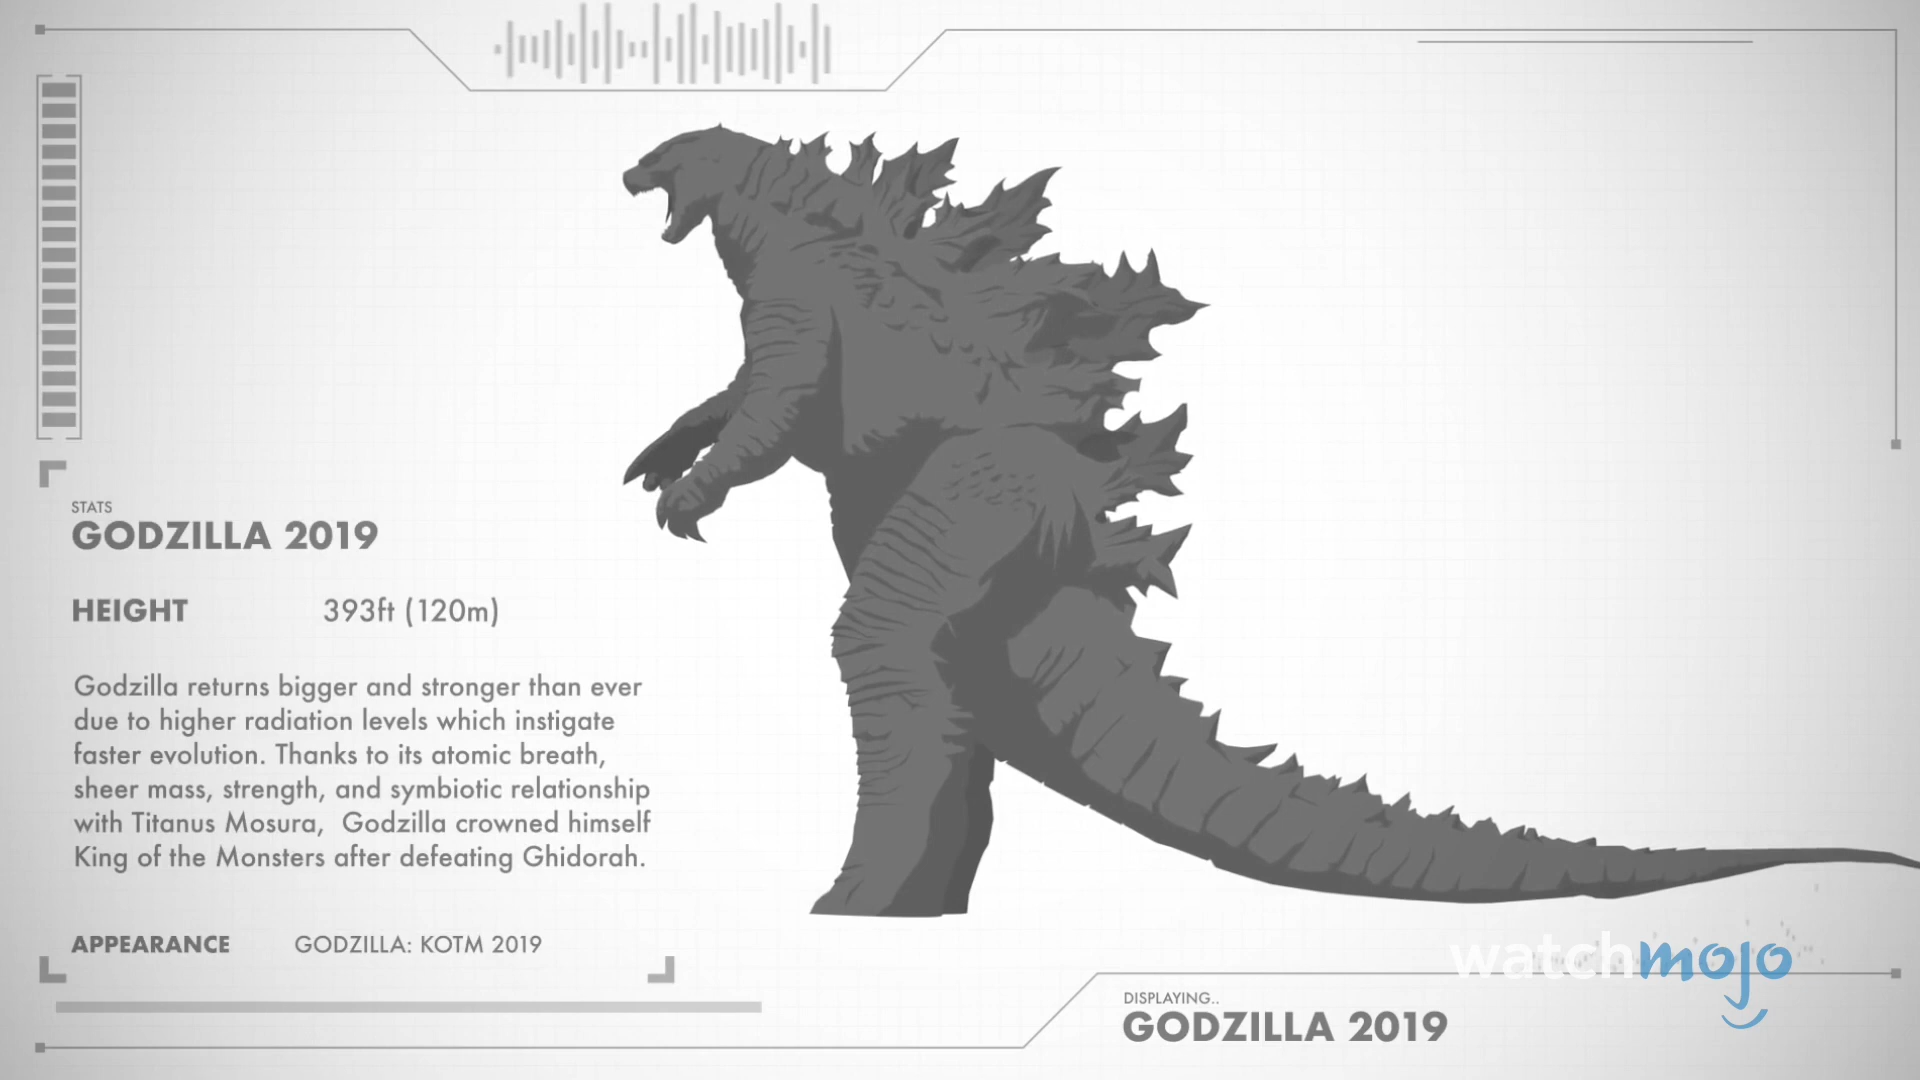 STATS
GODZILLA 2019
HEIGHT 393ft (120m)
Godzilla returns bigger and stronger than ever
due to higher radiation levels which instigate
faster evolution. Thanks to its atomic breath,
sheer mass, strength, and symbiotic relationship
with Titanus Mosura,  Godzilla crowned himself
King of the Monsters after defeating Ghidorah.
APPEARANCE GODZILLA: KOTM 2019
watchmojo
DISPLAYING..
GODZILLA 2019